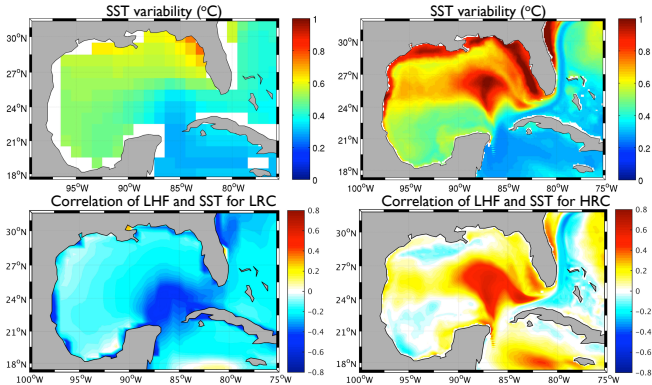 SST variability (°C)
30°N
27°N
24°N
21°N
18°N
95°W 90°W 85°W 80°W
1
0.8
0.6
0.4
0.2
0
SST variability (°C)
30°N
27°N
24°N
21°N
18°N
100°W 95°W 90°W 85°W 80°W 75°W
1
0.8
0.6
0.4
0.2
0
Correlation of LHF and SST for LRC
30°N
27°N
24°N
21°N
18°N
100°W 95°W 90°W 85°W 80°W
0.8
0.6
0.4
0.2
0
−0.2
−0.4
−0.6
−0.8
Correlation of LHF and SST for HRC
30°N
27°N
24°N
21°N
18°N
100°W 95°W 90°W 85°W 80°W 75°W
0.8
0.6
0.4
0.2
0
−0.2
−0.4
−0.6
−0.8